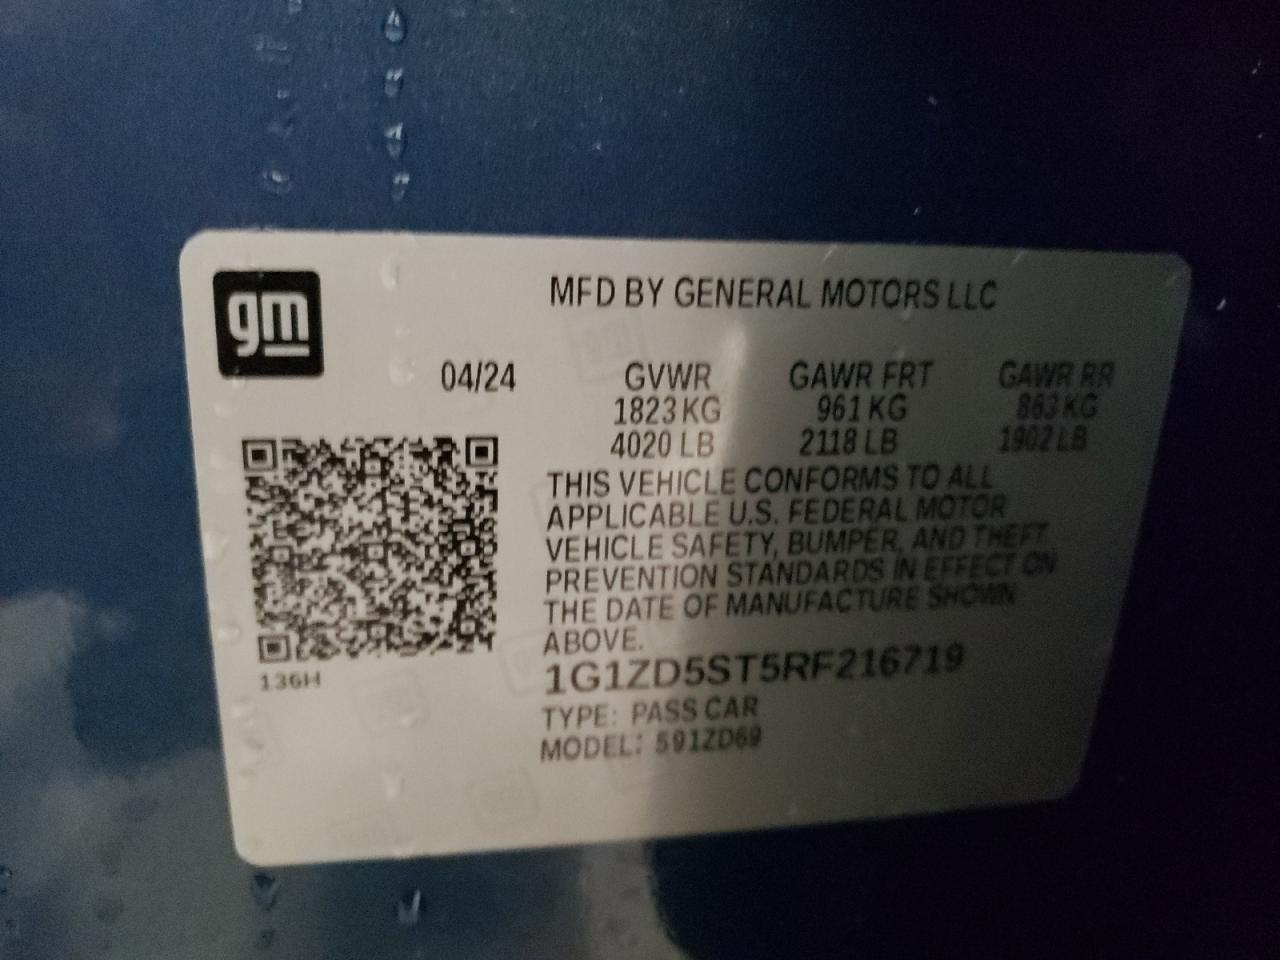 gm
MFD BY GENERAL MOTORS LLC
04/24 GVWR GAWR FRT GAWR RR
1823 KG 961 KG 863 KG
4020 LB 2118 LB 1902 LB
THIS VEHICLE CONFORMS TO ALL
APPLICABLE U.S. FEDERAL MOTOR
VEHICLE SAFETY, BUMPER, AND THEFT
PREVENTION STANDARDS IN EFFECT ON
THE DATE OF MANUFACTURE SHOWN
ABOVE.
136H
1G1ZD5ST5RF216719
TYPE: PASS CAR
MODEL: 591ZD69